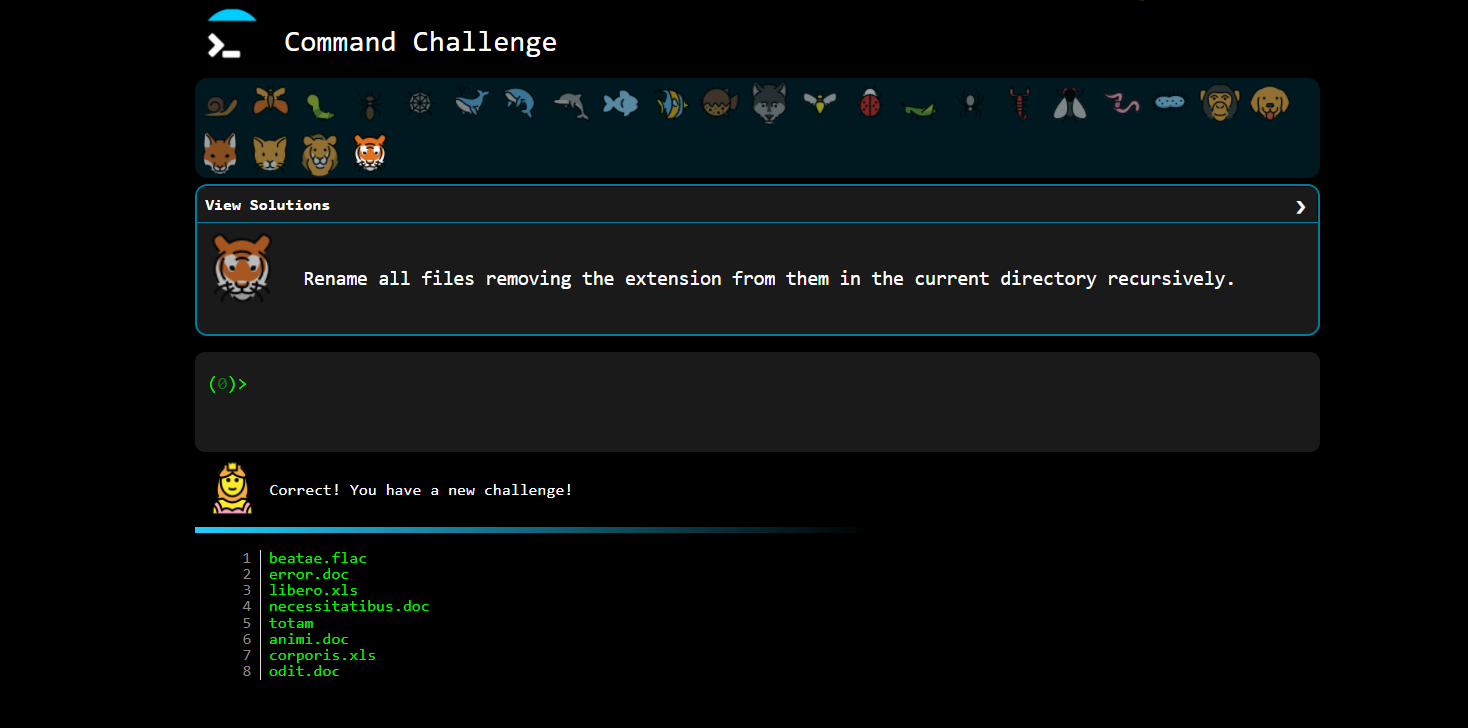 Command Challenge
View Solutions
Rename all files removing the extension from them in the current directory recursively.
(0)>
Correct! You have a new challenge!
1 beatae.flac
2 error.doc
3 libero.xls
4 necessitatibus.doc
5 totam
6 animi.doc
7 corporis.xls
8 odit.doc